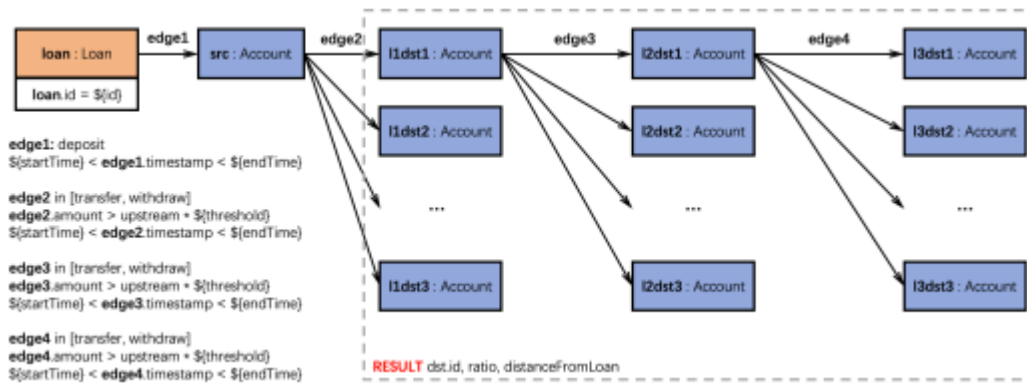 edge1
edge2
edge3
edge4
loan : Loan
src : Account
l1dst1 : Account
l2dst1 : Account
l3dst1 : Account
loan.id = ${id}
l1dst2 : Account
l2dst2 : Account
l3dst2 : Account
edge1: deposit
${startTime} < edge1.timestamp < ${endTime}
edge2 in [transfer, withdraw]
edge2.amount > upstream * ${threshold}
${startTime} < edge2.timestamp < ${endTime}
...
...
...
edge3 in [transfer, withdraw]
edge3.amount > upstream * ${threshold}
${startTime} < edge3.timestamp < ${endTime}
l1dst3 : Account
l2dst3 : Account
l3dst3 : Account
edge4 in [transfer, withdraw]
edge4.amount > upstream * ${threshold}
${startTime} < edge4.timestamp < ${endTime}
RESULT dst.id, ratio, distanceFromLoan